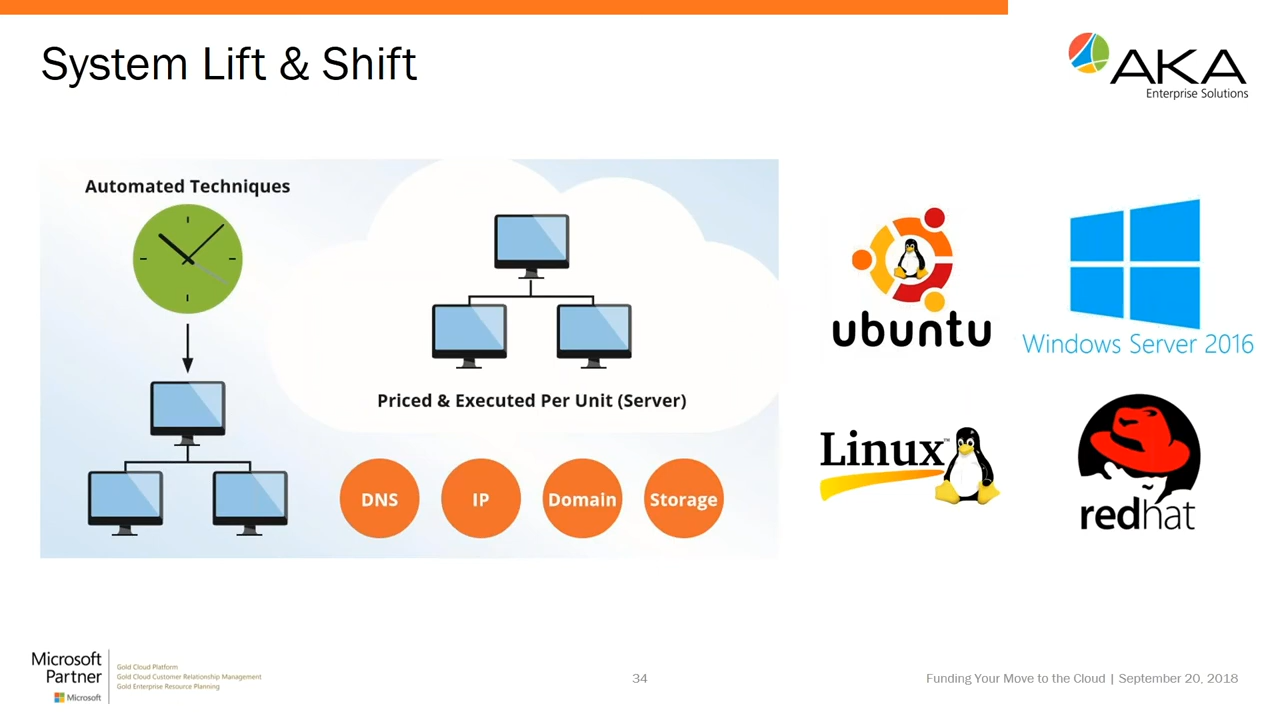 System Lift & Shift
AKA
Enterprise Solutions
Automated Techniques
Priced & Executed Per Unit (Server)
DNS
IP
Domain
Storage
ubuntu
Windows Server 2016
Linux™
redhat
Microsoft
Partner
Microsoft
Gold Cloud Platform
Gold Cloud Customer Relationship Management
Gold Enterprise Resource Planning
34
Funding Your Move to the Cloud | September 20, 2018